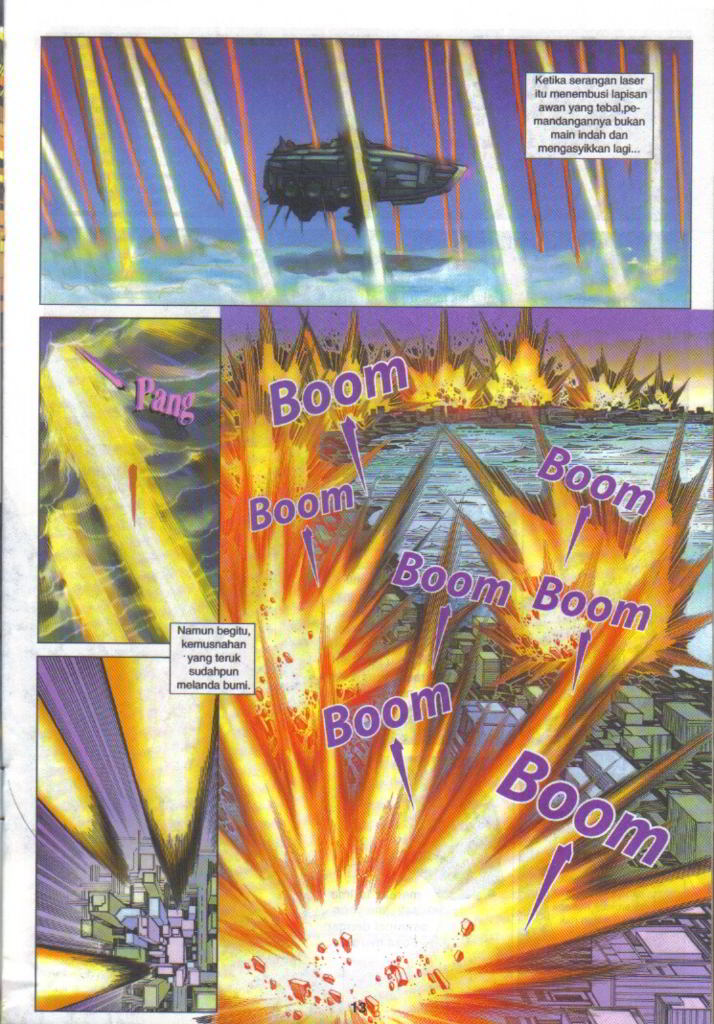 Ketika serangan laser
itu menembusi lapisan
awan yang tebal,pe-
mandangannya bukan
main indah dan
mengasyikkan lagi...
Pang
Boom
Boom
Boom
Boom
Boom
Namun begitu,
kemusnahan
yang teruk
sudahpun
melanda bumi.
Boom
Boom
13